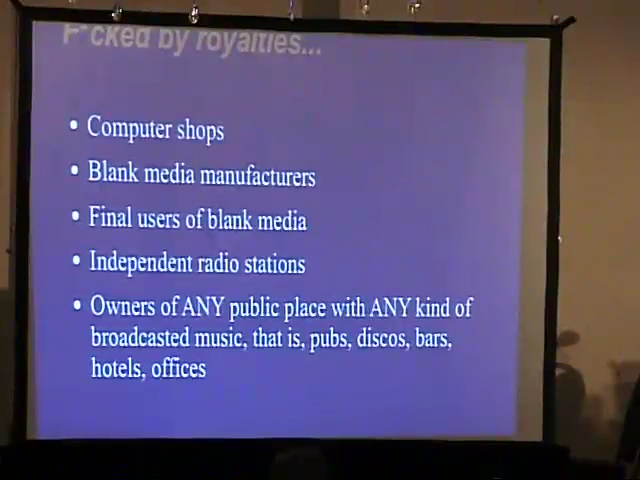 F*cked by royalties...
• Computer shops
• Blank media manufacturers
• Final users of blank media
• Independent radio stations
• Owners of ANY public place with ANY kind of
broadcasted music, that is, pubs, discos, bars,
hotels, offices